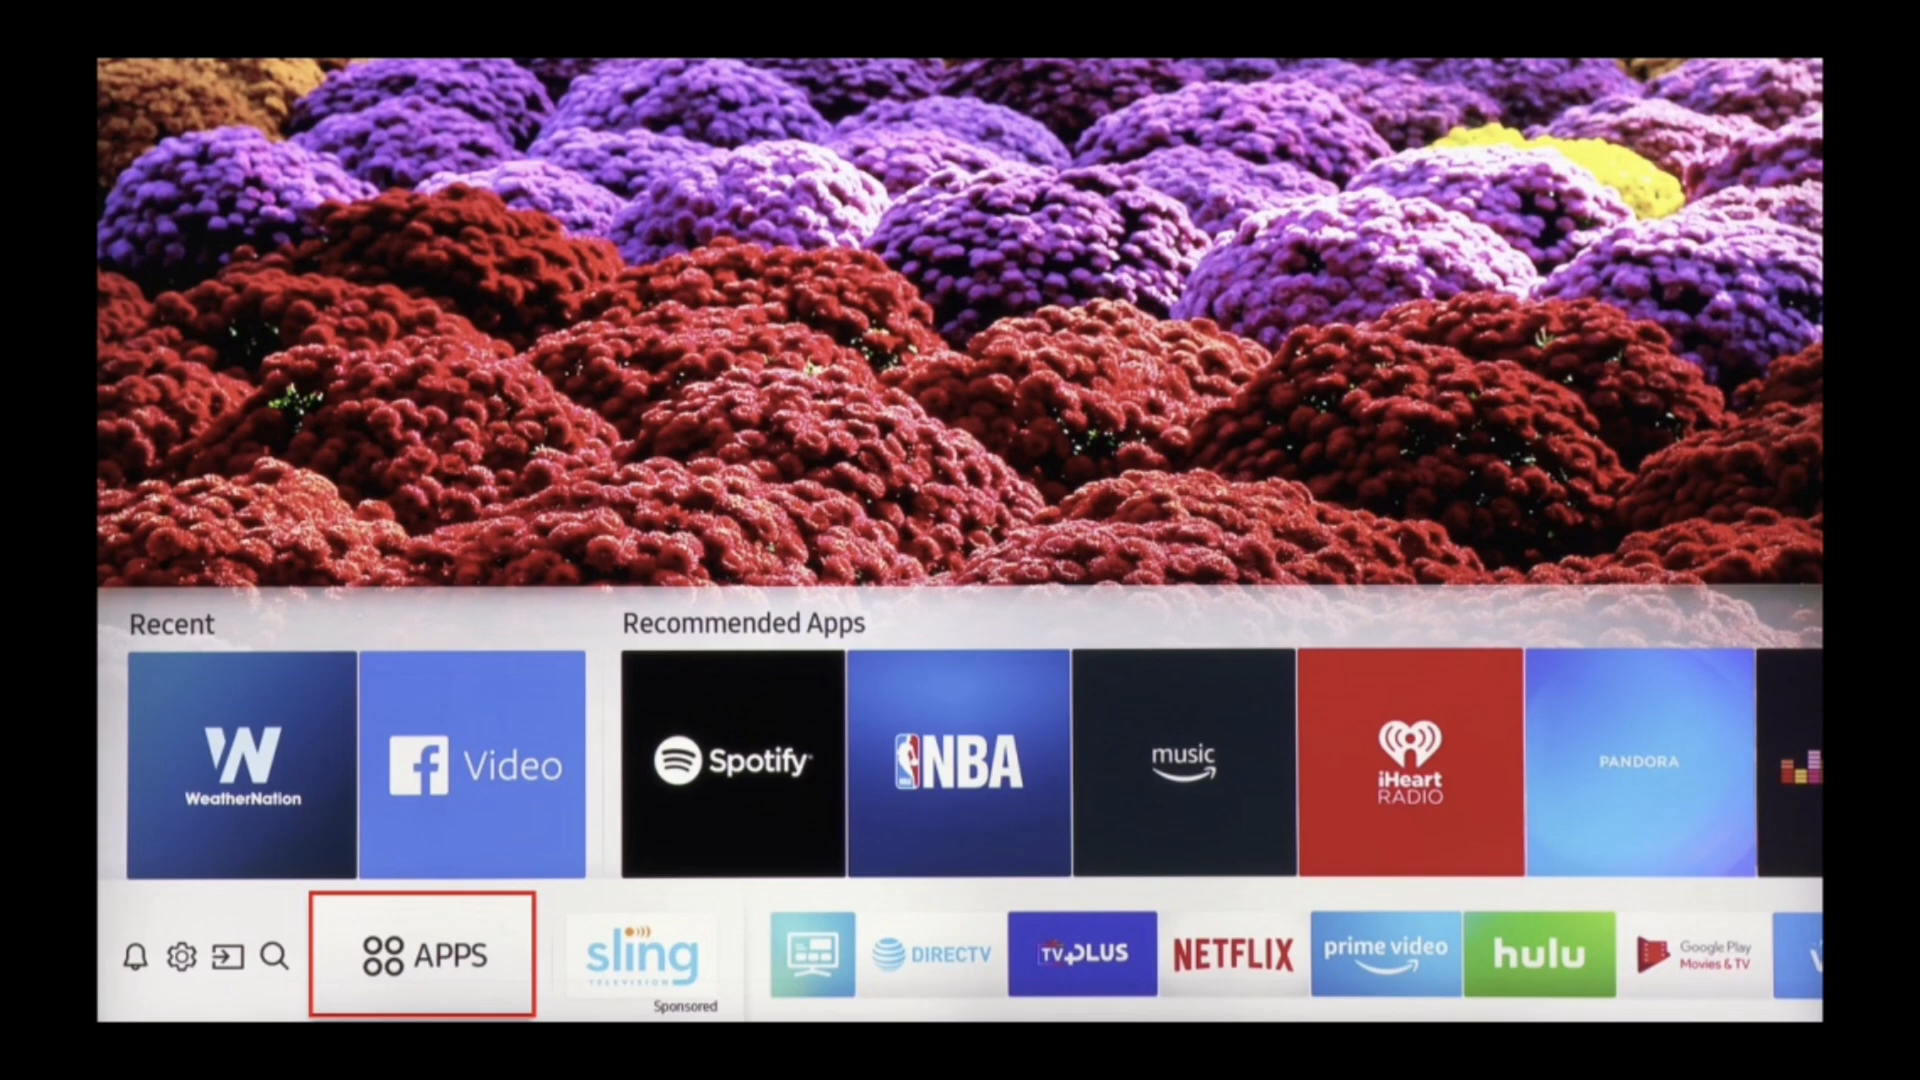 Recent
Recommended Apps
WeatherNation
Video
Spotify
NBA
music
iHeart
RADIO
PANDORA
APPS
sling
TELEVISION
Sponsored
DIRECTV
TV PLUS
NETFLIX
prime video
hulu
Google Play
Movies & TV